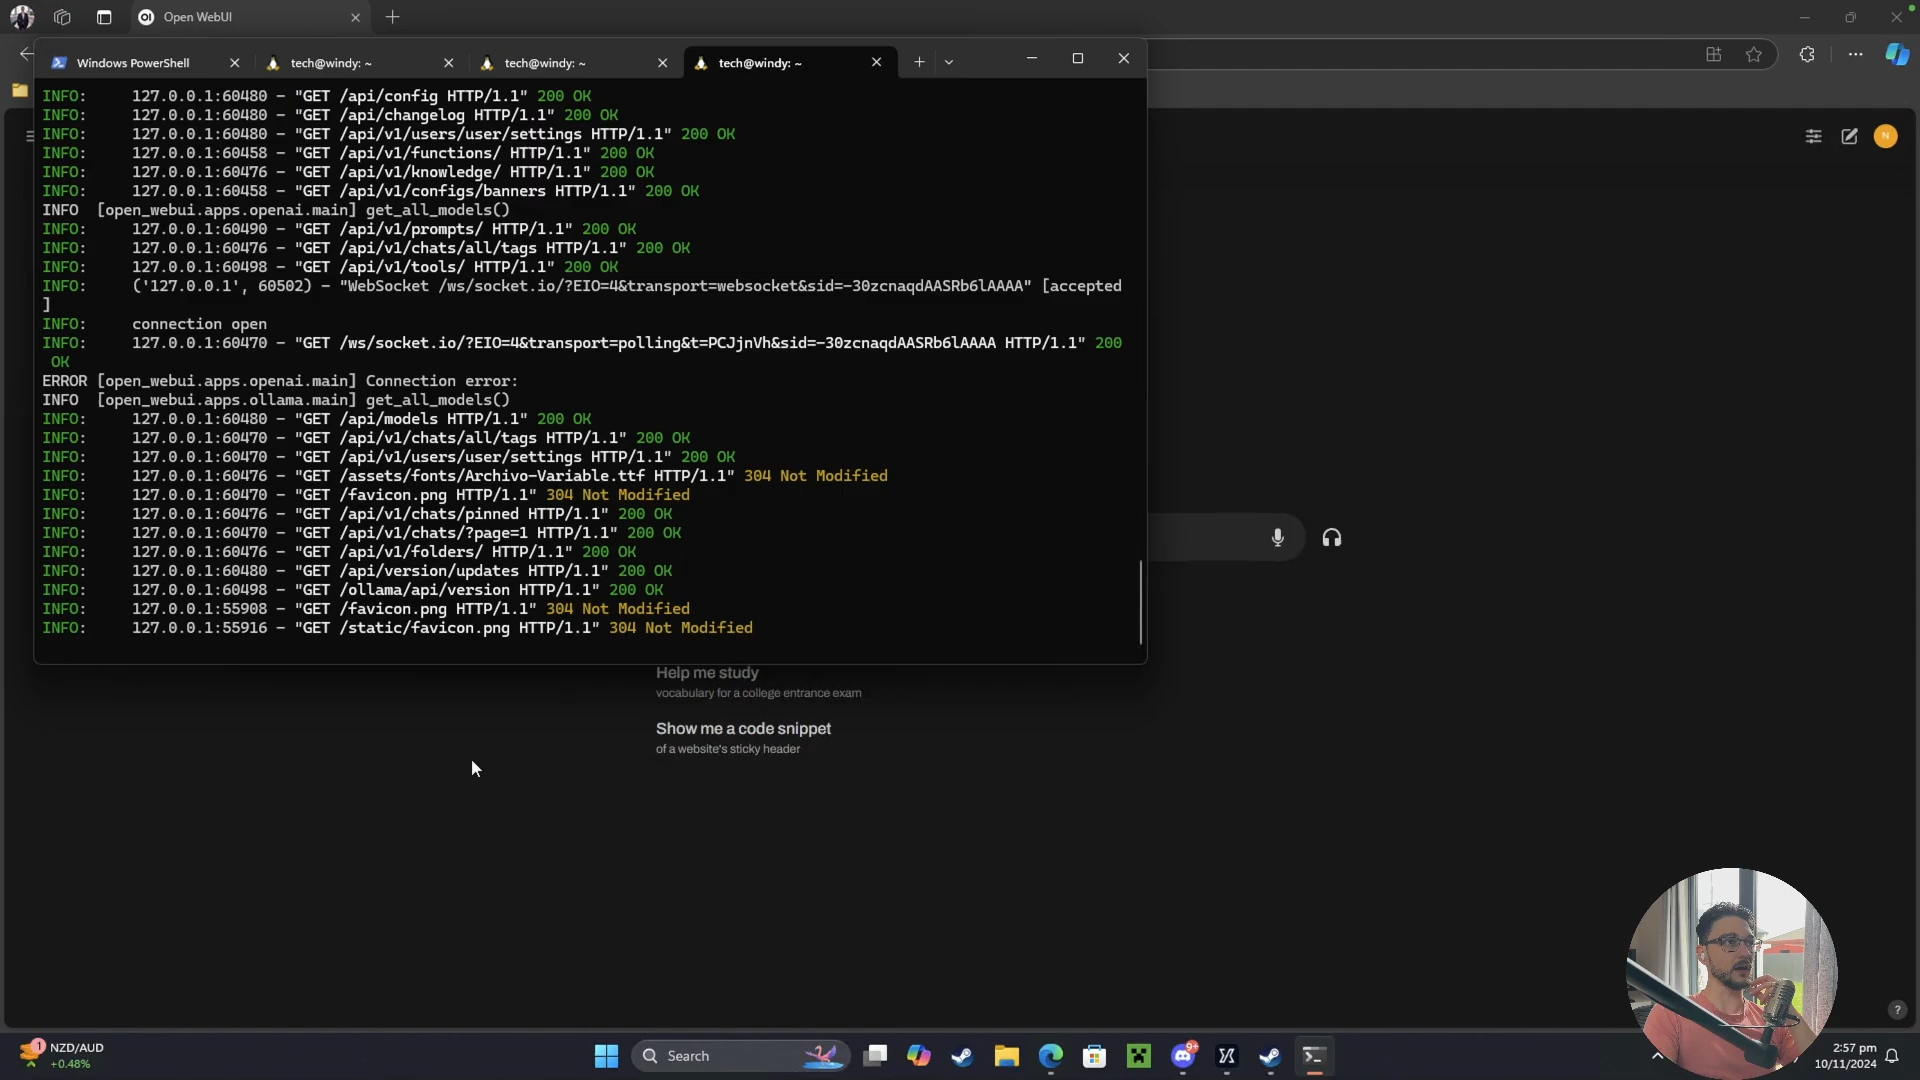 Open WebUI
Windows PowerShell
tech@windy: ~
tech@windy: ~
tech@windy: ~
INFO: 127.0.0.1:60480 - "GET /api/config HTTP/1.1" 200 OK
INFO: 127.0.0.1:60480 - "GET /api/changelog HTTP/1.1" 200 OK
INFO: 127.0.0.1:60480 - "GET /api/v1/users/user/settings HTTP/1.1" 200 OK
INFO: 127.0.0.1:60458 - "GET /api/v1/functions/ HTTP/1.1" 200 OK
INFO: 127.0.0.1:60476 - "GET /api/v1/knowledge/ HTTP/1.1" 200 OK
INFO: 127.0.0.1:60458 - "GET /api/v1/configs/banners HTTP/1.1" 200 OK
INFO [open_webui.apps.openai.main] get_all_models()
INFO: 127.0.0.1:60490 - "GET /api/v1/prompts/ HTTP/1.1" 200 OK
INFO: 127.0.0.1:60476 - "GET /api/v1/chats/all/tags HTTP/1.1" 200 OK
INFO: 127.0.0.1:60498 - "GET /api/v1/tools/ HTTP/1.1" 200 OK
INFO: ('127.0.0.1', 60502) - "WebSocket /ws/socket.io/?EIO=4&transport=websocket&sid=-30zcnaqdAASRb6lAAAA" [accepted
]
INFO: connection open
INFO: 127.0.0.1:60470 - "GET /ws/socket.io/?EIO=4&transport=polling&t=PCJjnVh&sid=-30zcnaqdAASRb6lAAAA HTTP/1.1" 200
OK
ERROR [open_webui.apps.openai.main] Connection error:
INFO [open_webui.apps.ollama.main] get_all_models()
INFO: 127.0.0.1:60480 - "GET /api/models HTTP/1.1" 200 OK
INFO: 127.0.0.1:60470 - "GET /api/v1/chats/all/tags HTTP/1.1" 200 OK
INFO: 127.0.0.1:60470 - "GET /api/v1/users/user/settings HTTP/1.1" 200 OK
INFO: 127.0.0.1:60476 - "GET /assets/fonts/Archivo-Variable.ttf HTTP/1.1" 304 Not Modified
INFO: 127.0.0.1:60470 - "GET /favicon.png HTTP/1.1" 304 Not Modified
INFO: 127.0.0.1:60476 - "GET /api/v1/chats/pinned HTTP/1.1" 200 OK
INFO: 127.0.0.1:60470 - "GET /api/v1/chats/?page=1 HTTP/1.1" 200 OK
INFO: 127.0.0.1:60476 - "GET /api/v1/folders/ HTTP/1.1" 200 OK
INFO: 127.0.0.1:60480 - "GET /api/version/updates HTTP/1.1" 200 OK
INFO: 127.0.0.1:60498 - "GET /ollama/api/version HTTP/1.1" 200 OK
INFO: 127.0.0.1:55908 - "GET /favicon.png HTTP/1.1" 304 Not Modified
INFO: 127.0.0.1:55916 - "GET /static/favicon.png HTTP/1.1" 304 Not Modified
N
Help me study
vocabulary for a college entrance exam
Show me a code snippet
of a website's sticky header
?
1
NZD/AUD
+0.48%
Search
9+
2:57 pm
10/11/2024